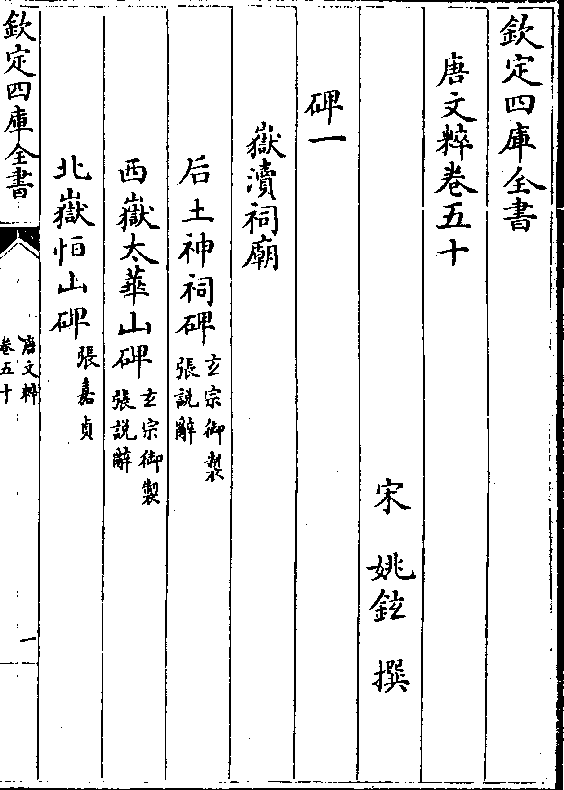 欽定四庫全書
唐文粹卷五十
宋　姚鉉　撰
碑一
嶽瀆祠廟
后土神祠碑 玄宗御製 張説辭
西嶽太華山碑 玄宗御製 張説辭
北嶽恒山碑 張嘉貞
欽定四庫全書
唐文粹
卷五十
一